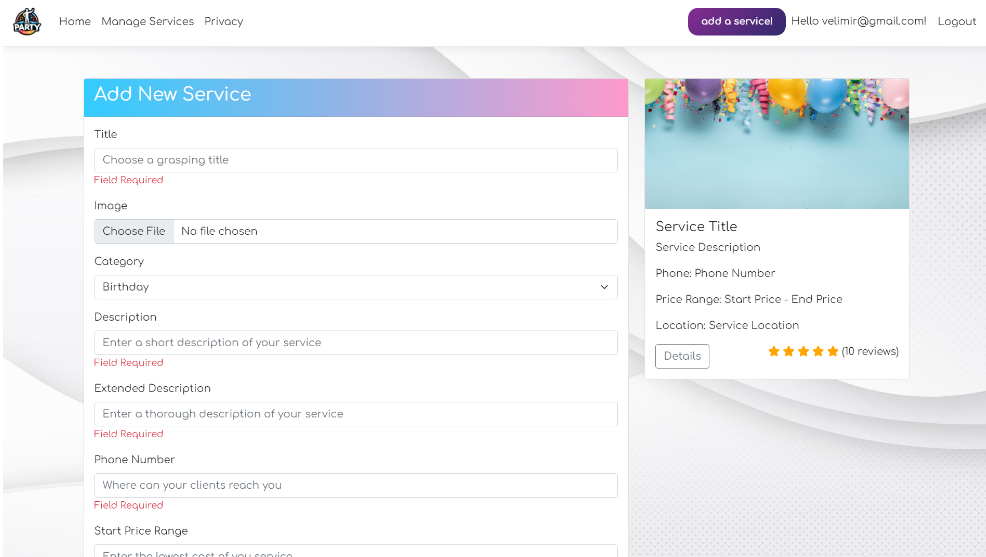 PARTY
Home Manage Services Privacy
add a service! Hello velimir@gmail.com! Logout
Add New Service
Title
Choose a grasping title
Field Required
Image
Choose File No file chosen
Category
Birthday
Description
Enter a short description of your service
Field Required
Extended Description
Enter a thorough description of your service
Field Required
Phone Number
Where can your clients reach you
Field Required
Start Price Range
Enter the lowest cost of you service
Service Title
Service Description
Phone: Phone Number
Price Range: Start Price - End Price
Location: Service Location
Details
(10 reviews)